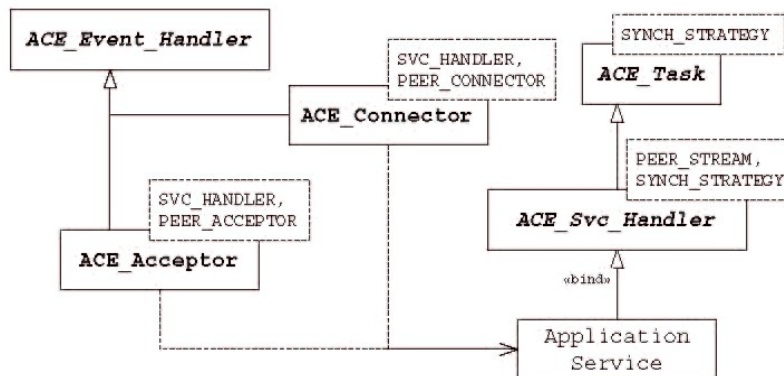 ACE_Event_Handler
SVC_HANDLER,
PEER_CONNECTOR
ACE_Connector
SYNCH_STRATEGY
ACE_Task
SVC_HANDLER,
PEER_ACCEPTOR
ACE_Acceptor
PEER_STREAM,
SYNCH_STRATEGY
ACE_Svc_Handler
«bind»
Application
Service